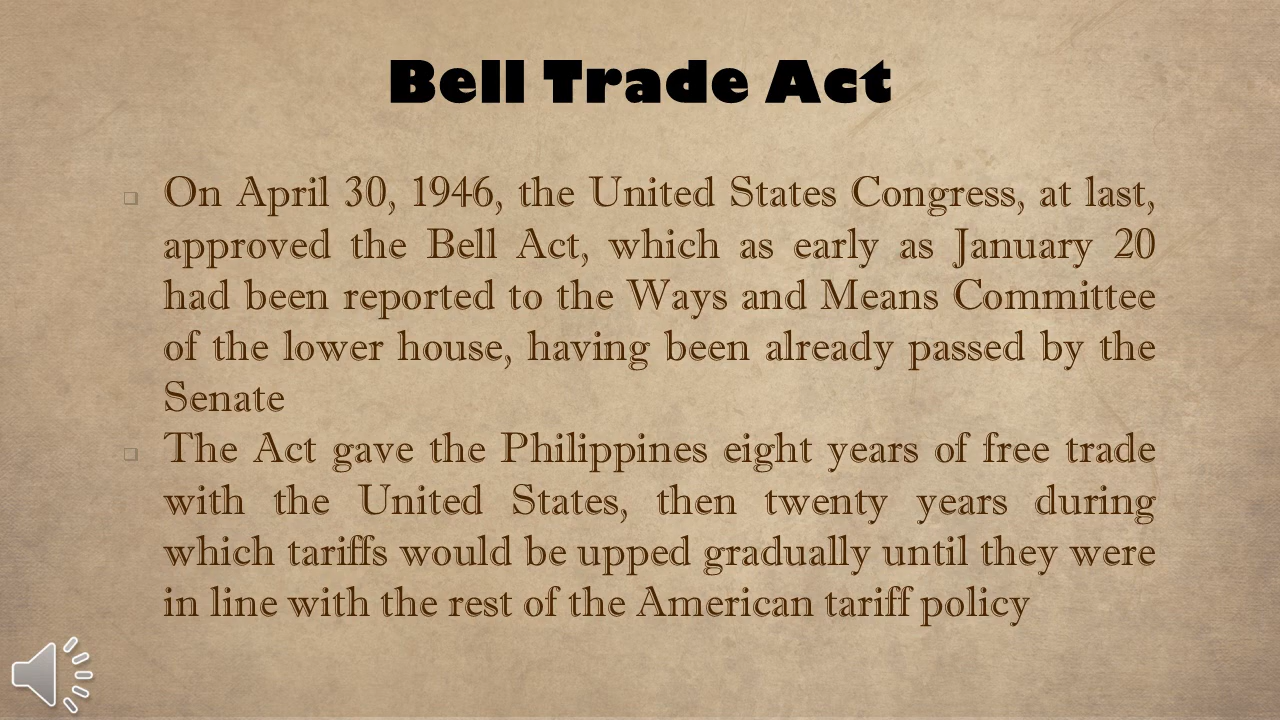 Bell Trade Act
On April 30, 1946, the United States Congress, at last,
approved the Bell Act, which as early as January 20
had been reported to the Ways and Means Committee
of the lower house, having been already passed by the
Senate
The Act gave the Philippines eight years of free trade
with the United States, then twenty years during
which tariffs would be upped gradually until they were
in line with the rest of the American tariff policy